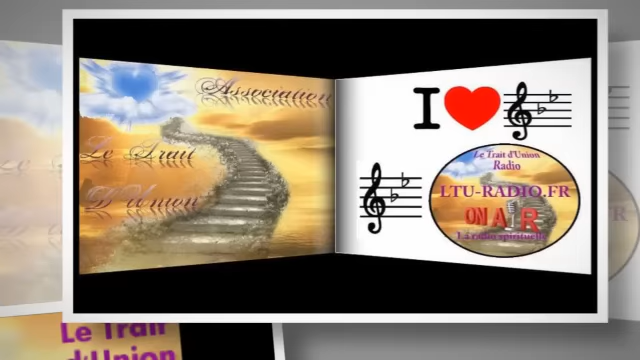 Association
Le Trait
D'Union
I
Le Trait d'Union
Radio
LTU-RADIO.FR
ON AIR
La radio spirituelle
Le Trait
d'Union